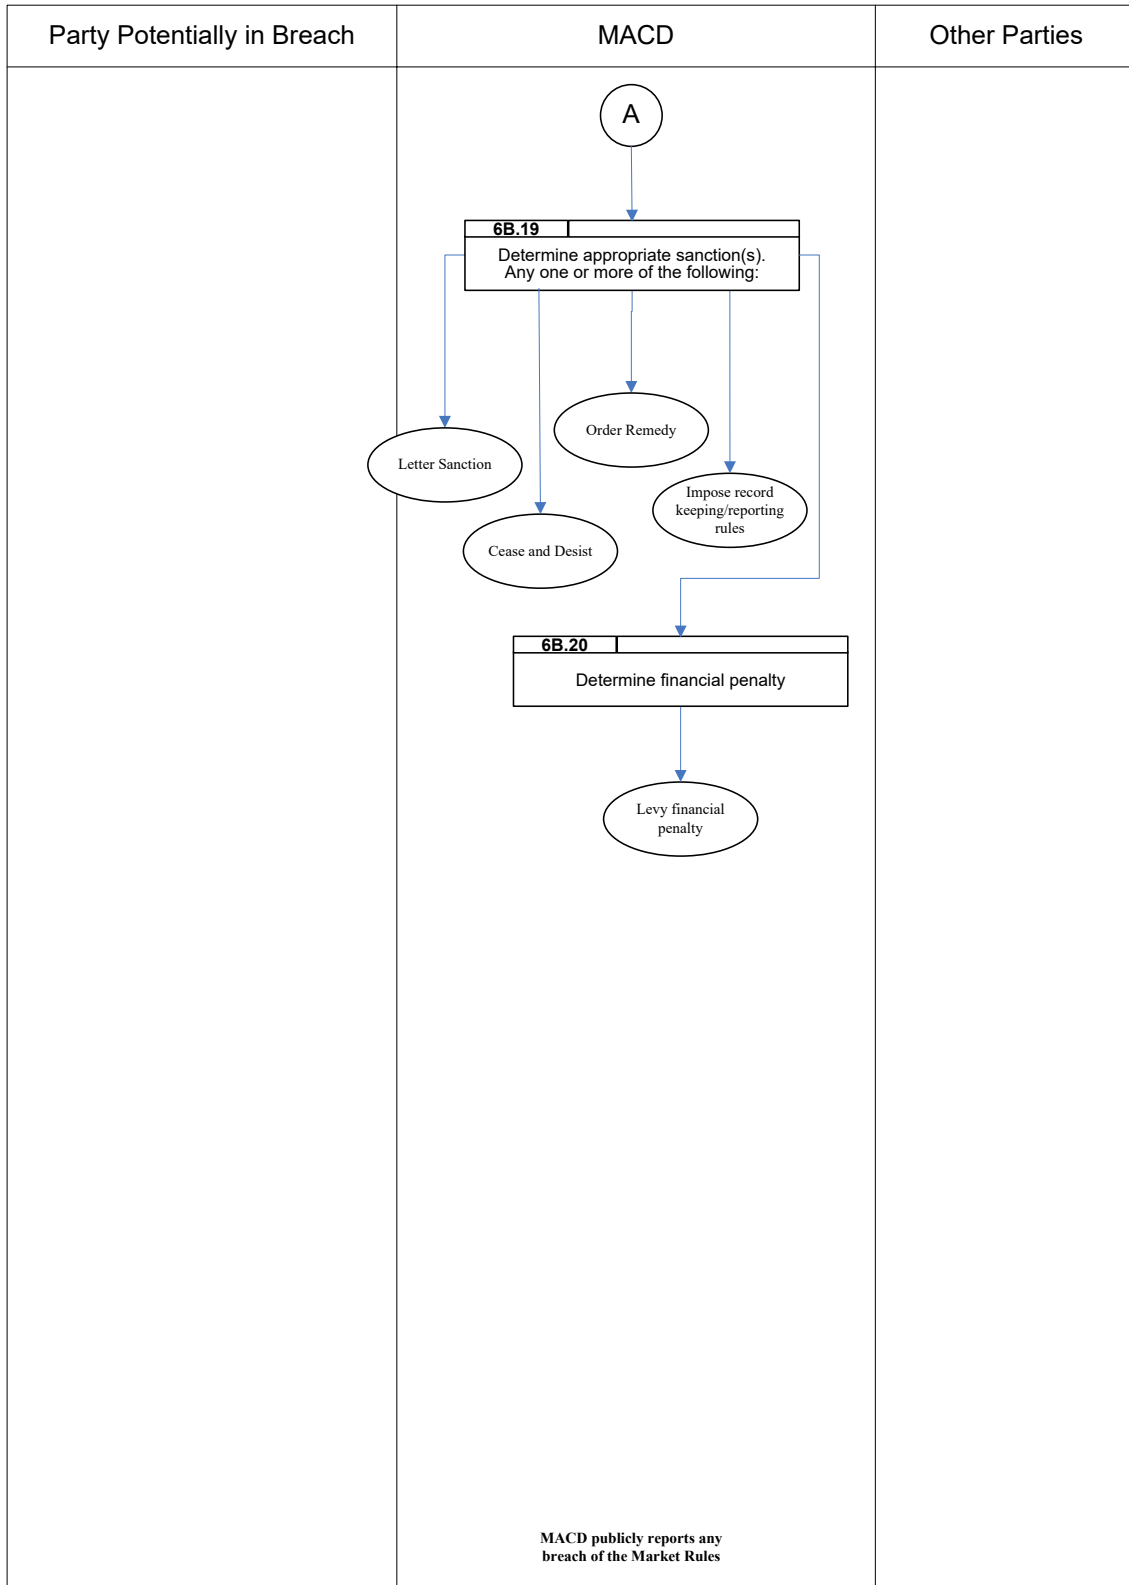 Party Potentially in Breach
MACD
Other Parties
A
6B.19
Determine appropriate sanction(s).
Any one or more of the following:
Order Remedy
Letter Sanction
Impose record
keeping/reporting
rules
Cease and Desist
6B.20
Determine financial penalty
Levy financial
penalty
MACD publicly reports any
breach of the Market Rules